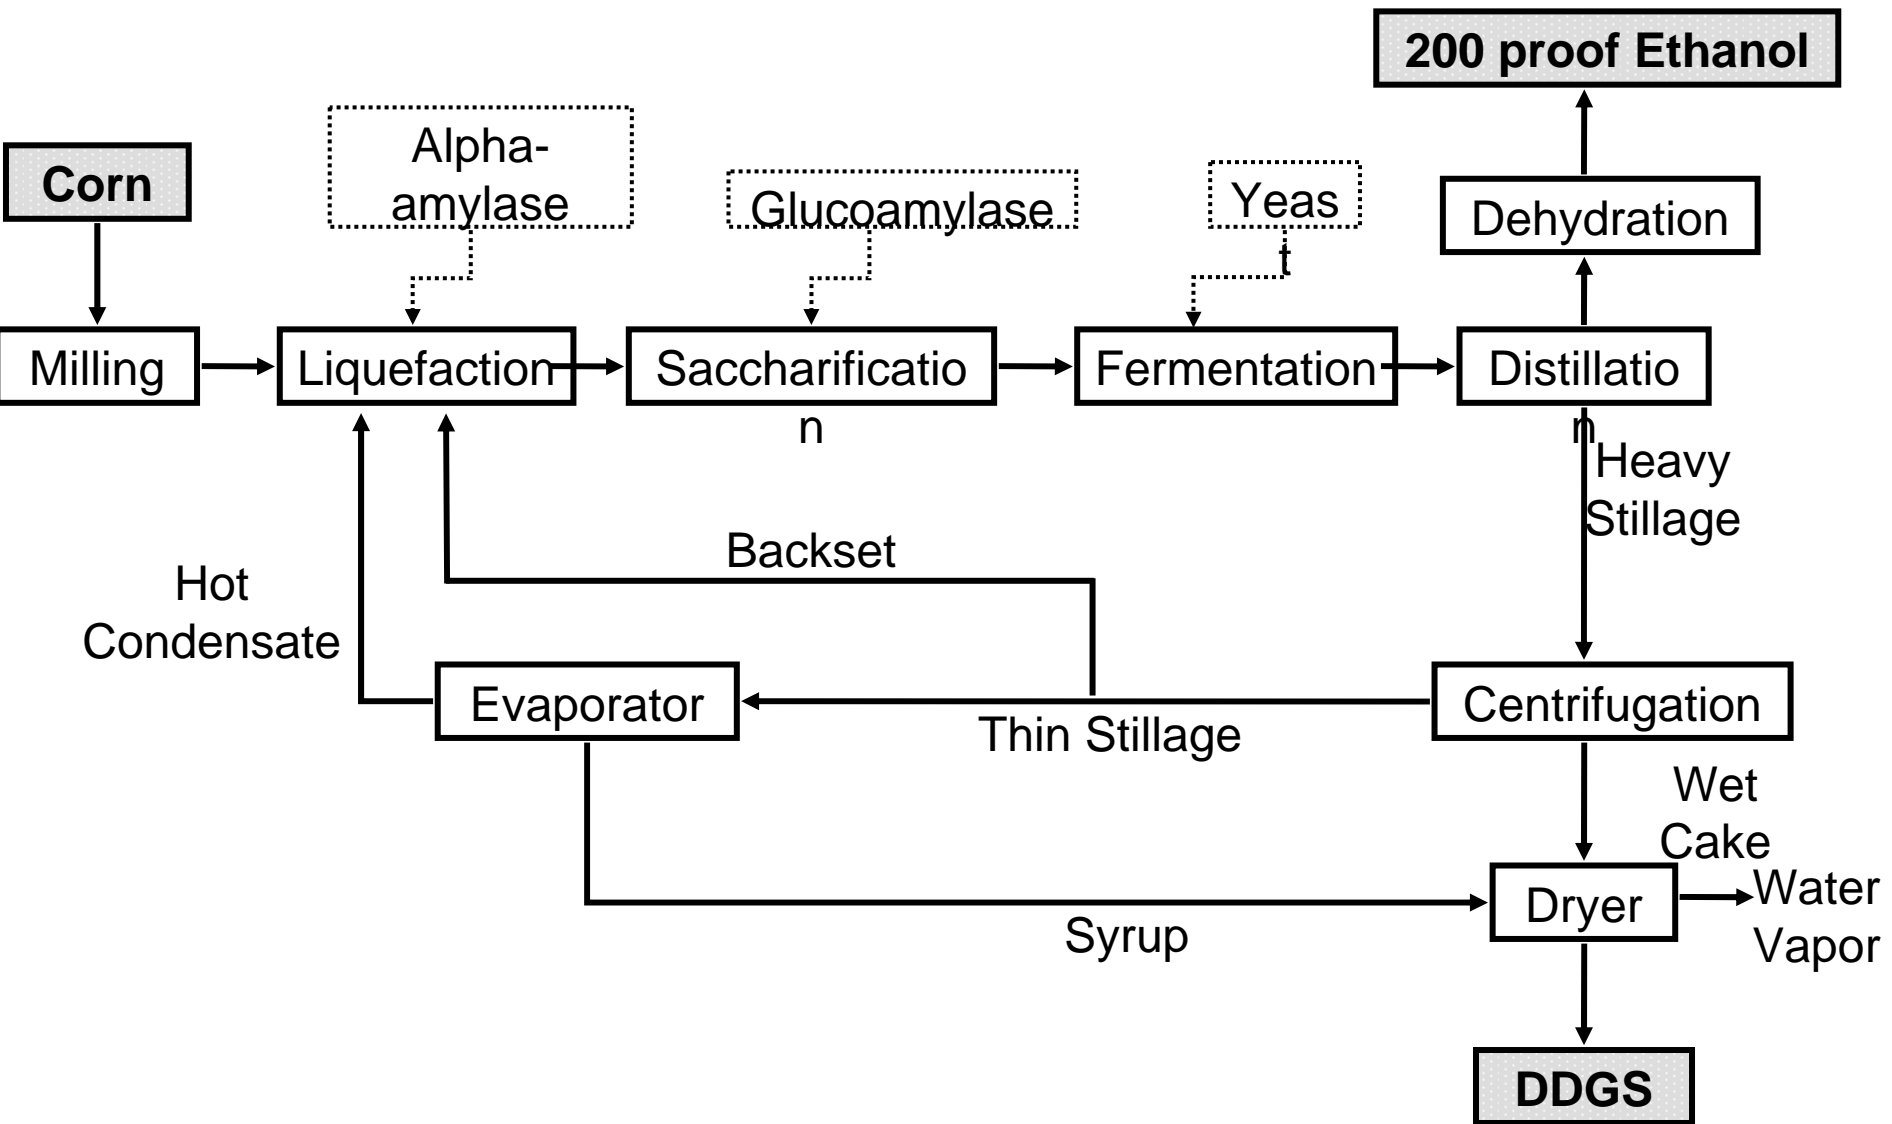 200 proof Ethanol
Alpha-
amylase
Corn
Glucoamylase
Yeas
t
Dehydration
Milling
Liquefaction
Saccharificatio
n
Fermentation
Distillatio
n
Heavy
Stillage
Backset
Hot
Condensate
Evaporator
Thin Stillage
Centrifugation
Wet
Cake
Water
Vapor
Dryer
Syrup
DDGS